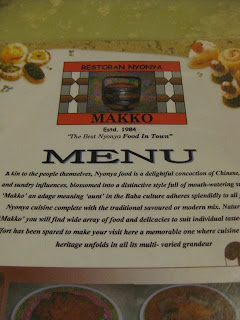 RESTORAN NYONYA
MAKKO
Estd. 1984
"The Best Nyonya Food In Town"
MENU
A kin to the people themselves, Nyonya food is a delightful concoction of Chinese,
and sundry influences, blossomed into a distinctive style full of mouth-watering
'Makko' an adage meaning 'aunt' in the Baba culture adheres splendidly to all
Nyonya cuisine complete with the traditional savoured or modern mix.
Makko' you will find wide array of food and delicacies to suit individual taste
has been spared to make your visit here a memorable one where cuisine
heritage unfolds in all its multi- varied grandeur